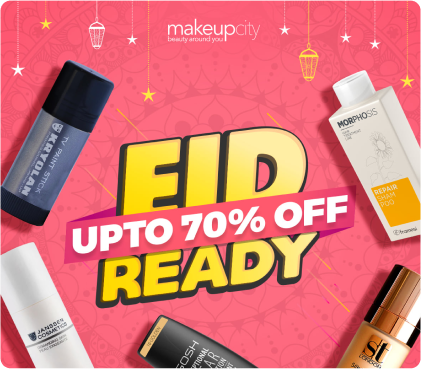 makeupcity
beauty around you
EID
UPTO 70% OFF
READY
TV PAINT STICK
KRYOLAN
MORPHOSIS
REPAIR
framesi
JANSSEN
COSMETICS
GOSH
st
LONDON